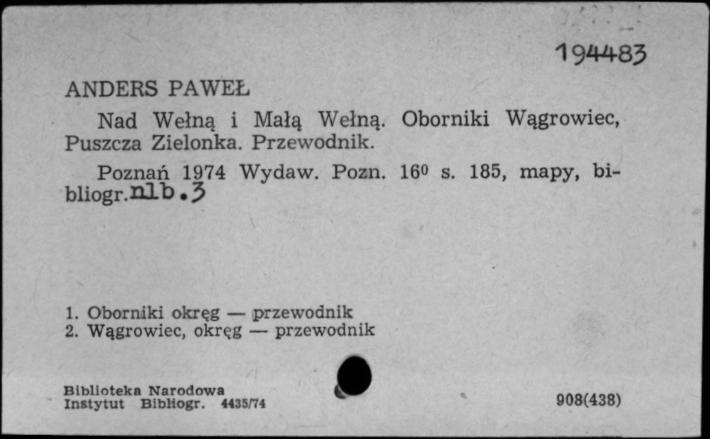 194483
ANDERS PAWEŁ
Nad Wełną i Małą Wełną. Oborniki Wągrowiec,
Puszcza Zielonka. Przewodnik.
Poznań 1974 Wydaw. Pozn. 16⁰ s. 185, mapy, bi-
bliogr.nlb.3
1. Oborniki okręg — przewodnik
2. Wągrowiec, okręg — przewodnik
Biblioteka Narodowa
Instytut Bibliogr. 4435/74
908(438)